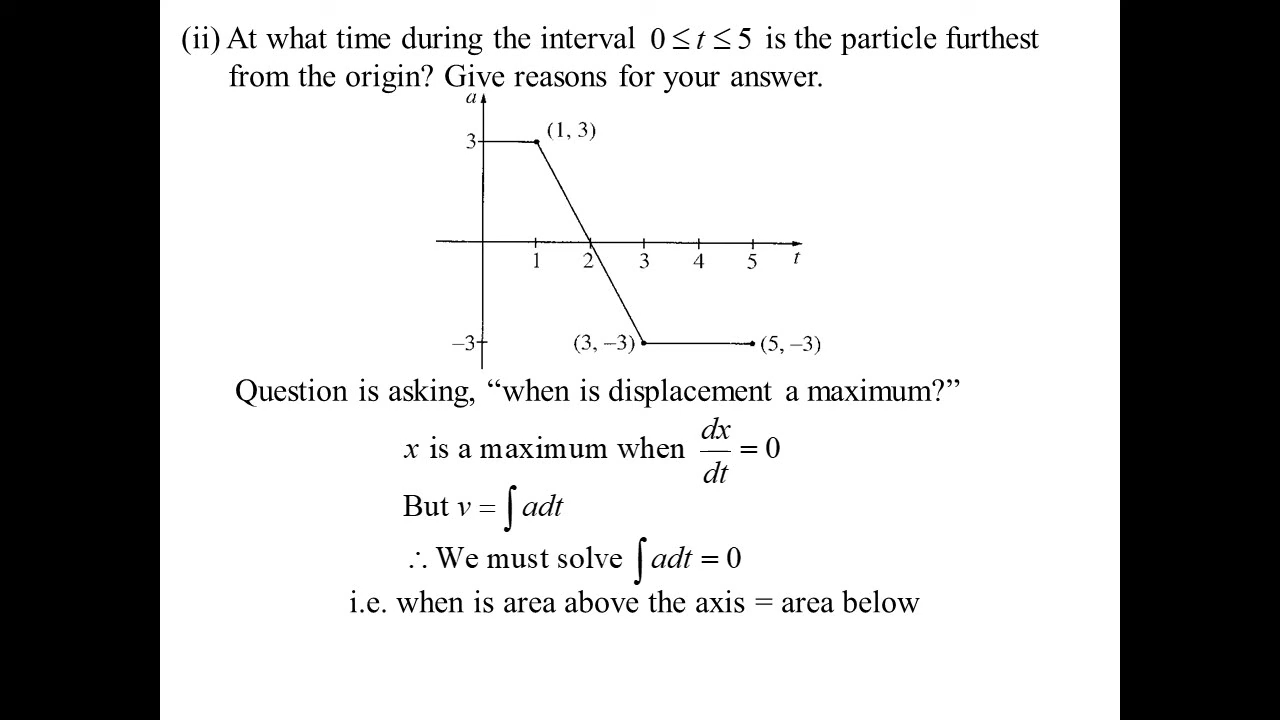 (ii) At what time during the interval 0 ≤ t ≤ 5 is the particle furthest
from the origin? Give reasons for your answer.
a
(1, 3)
3
1 2 3 4 5 t
–3 (3, –3) (5, –3)
Question is asking, “when is displacement a maximum?”
x is a maximum when dx/dt = 0
But v = ∫ adt
∴ We must solve ∫ adt = 0
i.e. when is area above the axis = area below